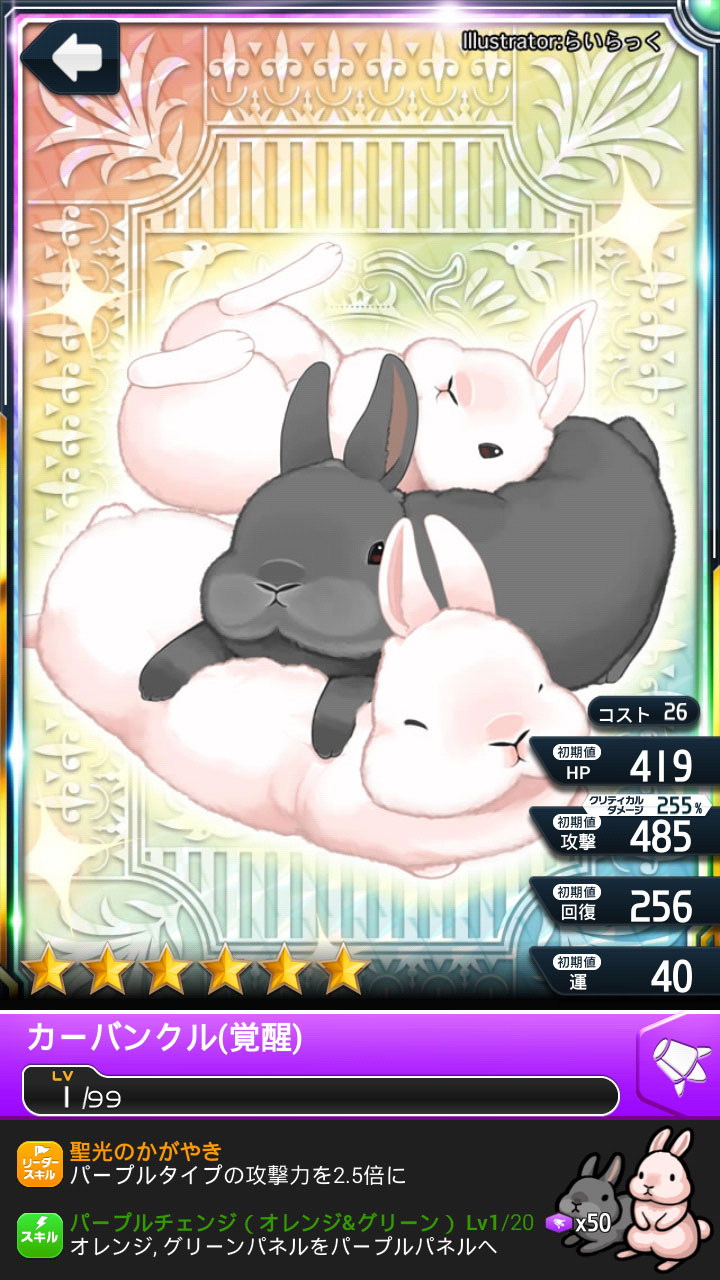 Illustrator:らいらっく
コスト 26
初期値
HP 419
クリティカル
ダメージ 255%
初期値
攻撃 485
初期値
回復 256
初期値
運 40
カーバンクル(覚醒)
LV
1/99
リーダー
スキル
聖光のかがやき
パープルタイプの攻撃力を2.5倍に
スキル
パープルチェンジ(オレンジ&グリーン) Lv1/20
x50
オレンジ,グリーンパネルをパープルパネルへ